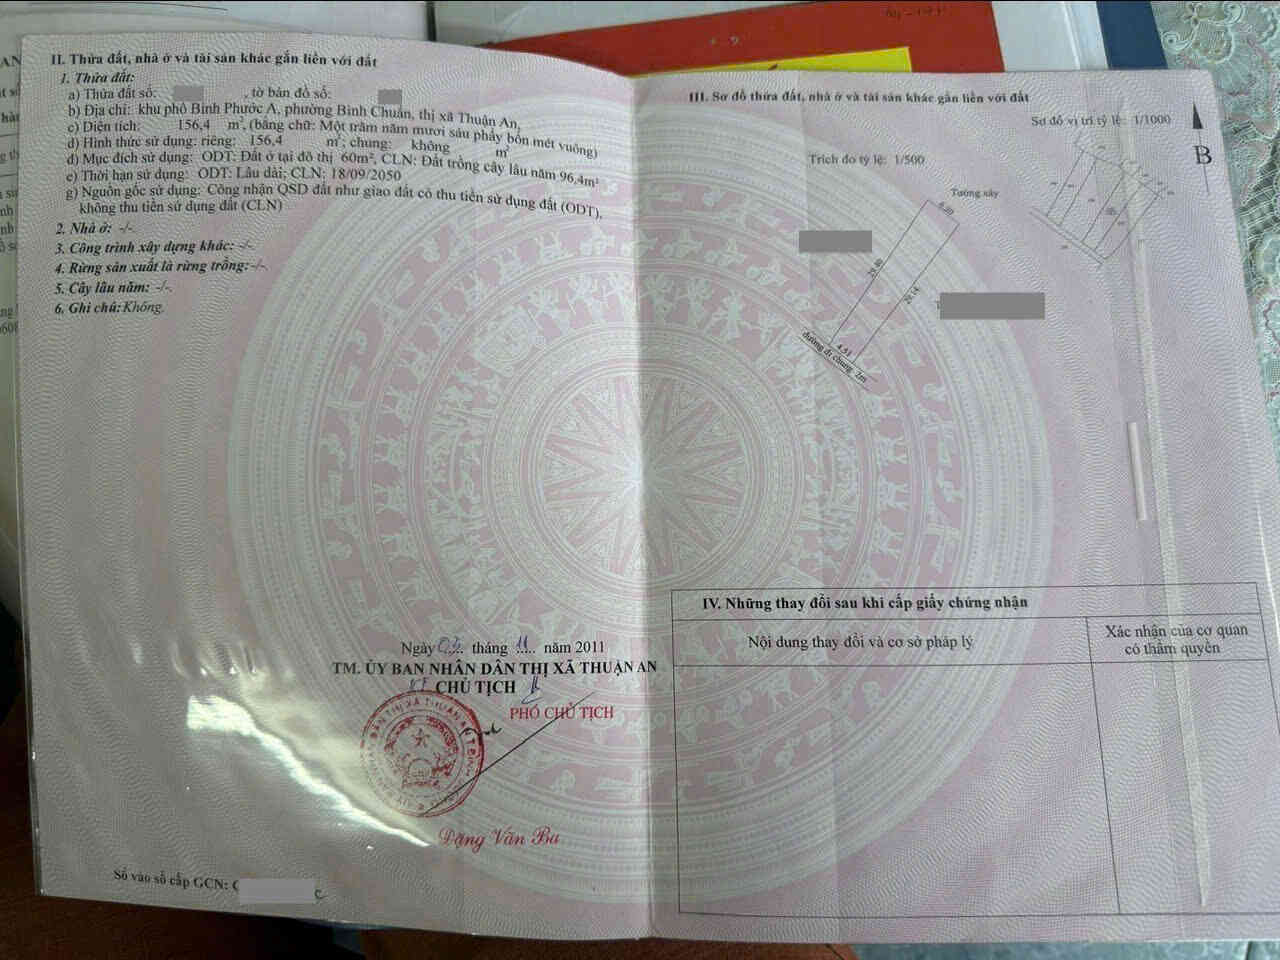 II. Thửa đất, nhà ở và tài sản khác gắn liền với đất
1. Thửa đất:
a) Thửa đất số: , tờ bản đồ số:
b) Địa chỉ: khu phố Bình Phước A, phường Bình Chuẩn, thị xã Thuận An,
c) Diện tích: 156,4 m², (bằng chữ: Một trăm năm mươi sáu phẩy bốn mét vuông)
d) Hình thức sử dụng: riêng: 156,4 m²; chung: không m²
đ) Mục đích sử dụng: ODT: Đất ở tại đô thị 60m², CLN: Đất trồng cây lâu năm 96,4m²
e) Thời hạn sử dụng: ODT: Lâu dài; CLN: 18/09/2050
g) Nguồn gốc sử dụng: Công nhận QSD đất như giao đất có thu tiền sử dụng đất (ODT),
không thu tiền sử dụng đất (CLN)
2. Nhà ở: -/-.
3. Công trình xây dựng khác: -/-.
4. Rừng sản xuất là rừng trồng: -/-.
5. Cây lâu năm: -/-.
6. Ghi chú: Không.
Ngày 03 tháng 11 năm 2011
TM. ỦY BAN NHÂN DÂN THỊ XÃ THUẬN AN
KT CHỦ TỊCH
PHÓ CHỦ TỊCH
Đặng Văn Ba
Số vào sổ cấp GCN: C
III. Sơ đồ thửa đất, nhà ở và tài sản khác gắn liền với đất
Sơ đồ vị trí tỷ lệ: 1/1000
B
Trích đo tỷ lệ: 1/500
Tường xây
6.20
29.80
29.14
4.51
đường đi chung 2m
IV. Những thay đổi sau khi cấp giấy chứng nhận
Nội dung thay đổi và cơ sở pháp lý
Xác nhận của cơ quan
có thẩm quyền